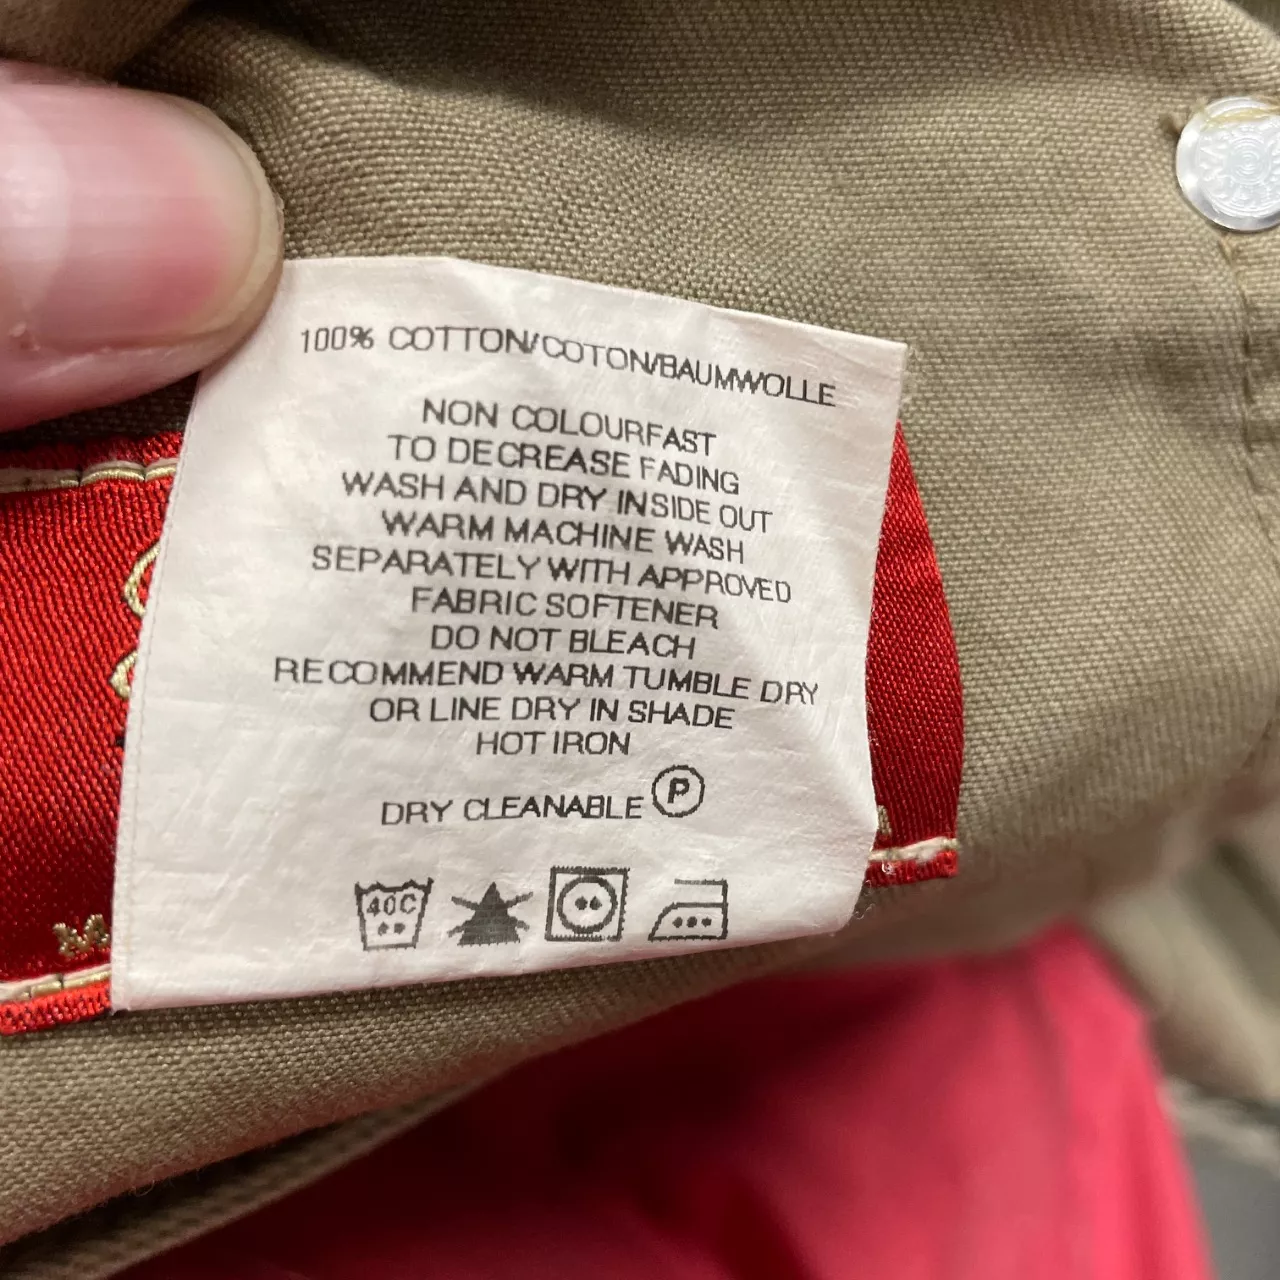 100% COTTON/COTON/BAUMWOLLE
NON COLOURFAST
TO DECREASE FADING
WASH AND DRY INSIDE OUT
WARM MACHINE WASH
SEPARATELY WITH APPROVED
FABRIC SOFTENER
DO NOT BLEACH
RECOMMEND WARM TUMBLE DRY
OR LINE DRY IN SHADE
HOT IRON
DRY CLEANABLE P
40C